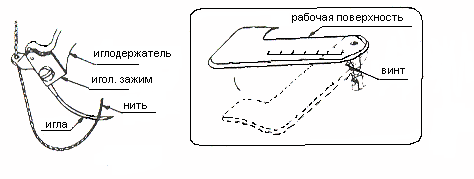 иглодержатель
игол. зажим
нить
игла
рабочая поверхность
винт